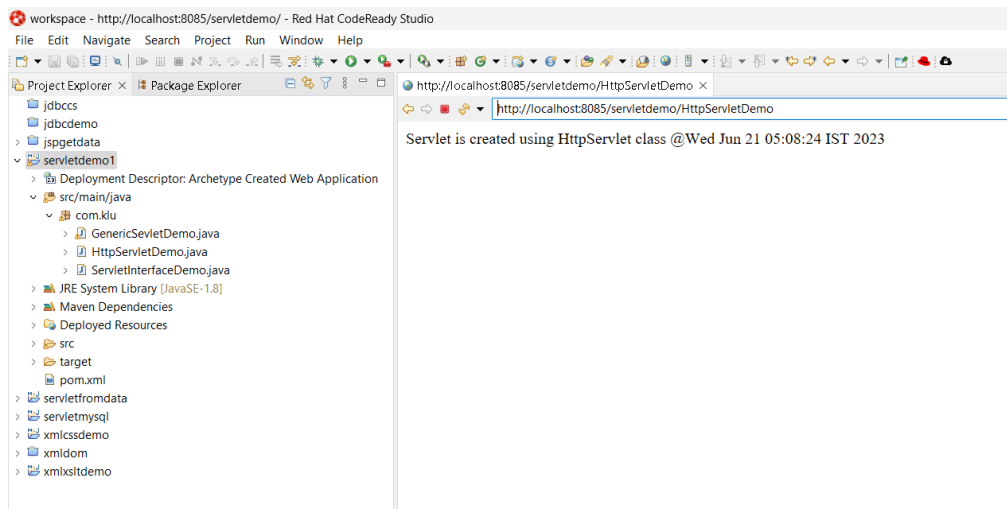 workspace - http://localhost:8085/servletdemo/ - Red Hat CodeReady Studio
File Edit Navigate Search Project Run Window Help
Project Explorer Package Explorer
http://localhost:8085/servletdemo/HttpServletDemo
http://localhost:8085/servletdemo/HttpServletDemo
Servlet is created using HttpServlet class @Wed Jun 21 05:08:24 IST 2023
jdbccs
jdbcdemo
jspgetdata
servletdemo1
Deployment Descriptor: Archetype Created Web Application
src/main/java
com.klu
GenericSevletDemo.java
HttpServletDemo.java
ServletInterfaceDemo.java
JRE System Library [JavaSE-1.8]
Maven Dependencies
Deployed Resources
src
target
pom.xml
servletfromdata
servletmysql
xmlcssdemo
xmldom
xmlxsltdemo